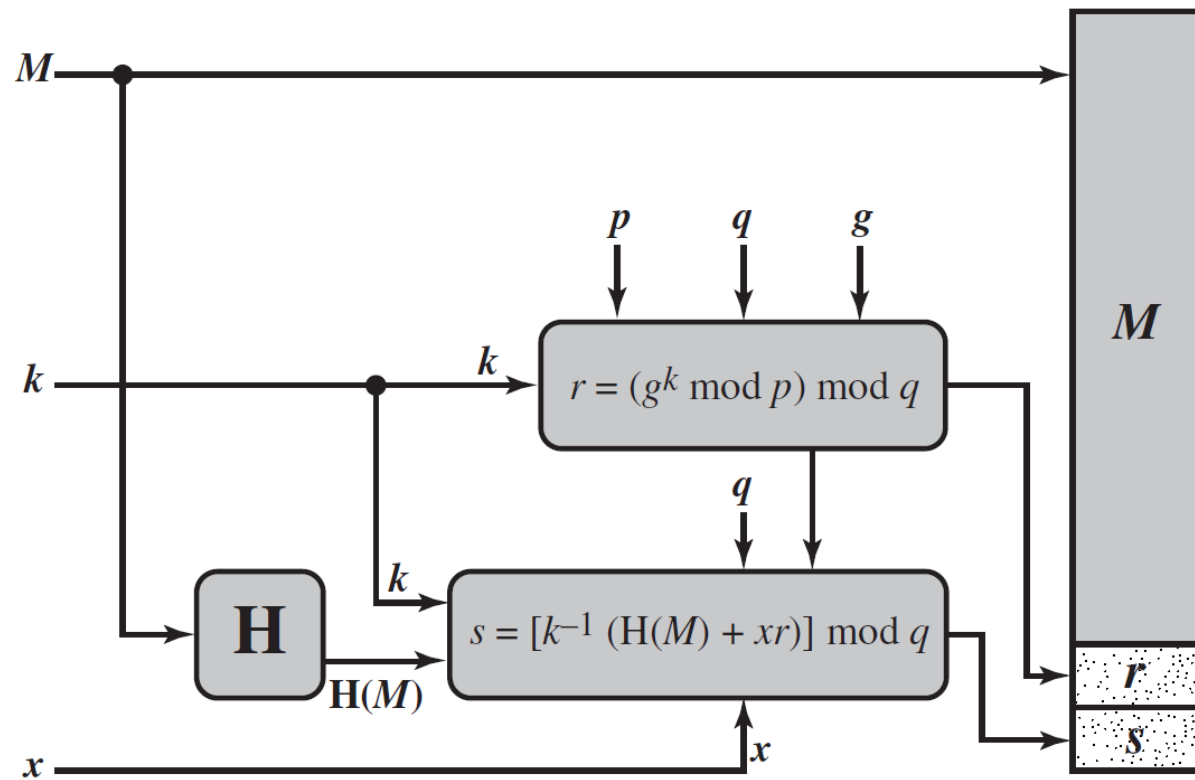 M
p q g
M
k k r = (g^k mod p) mod q
q
k
H s = [k^–1 (H(M) + xr)] mod q
H(M)
r
s
x x